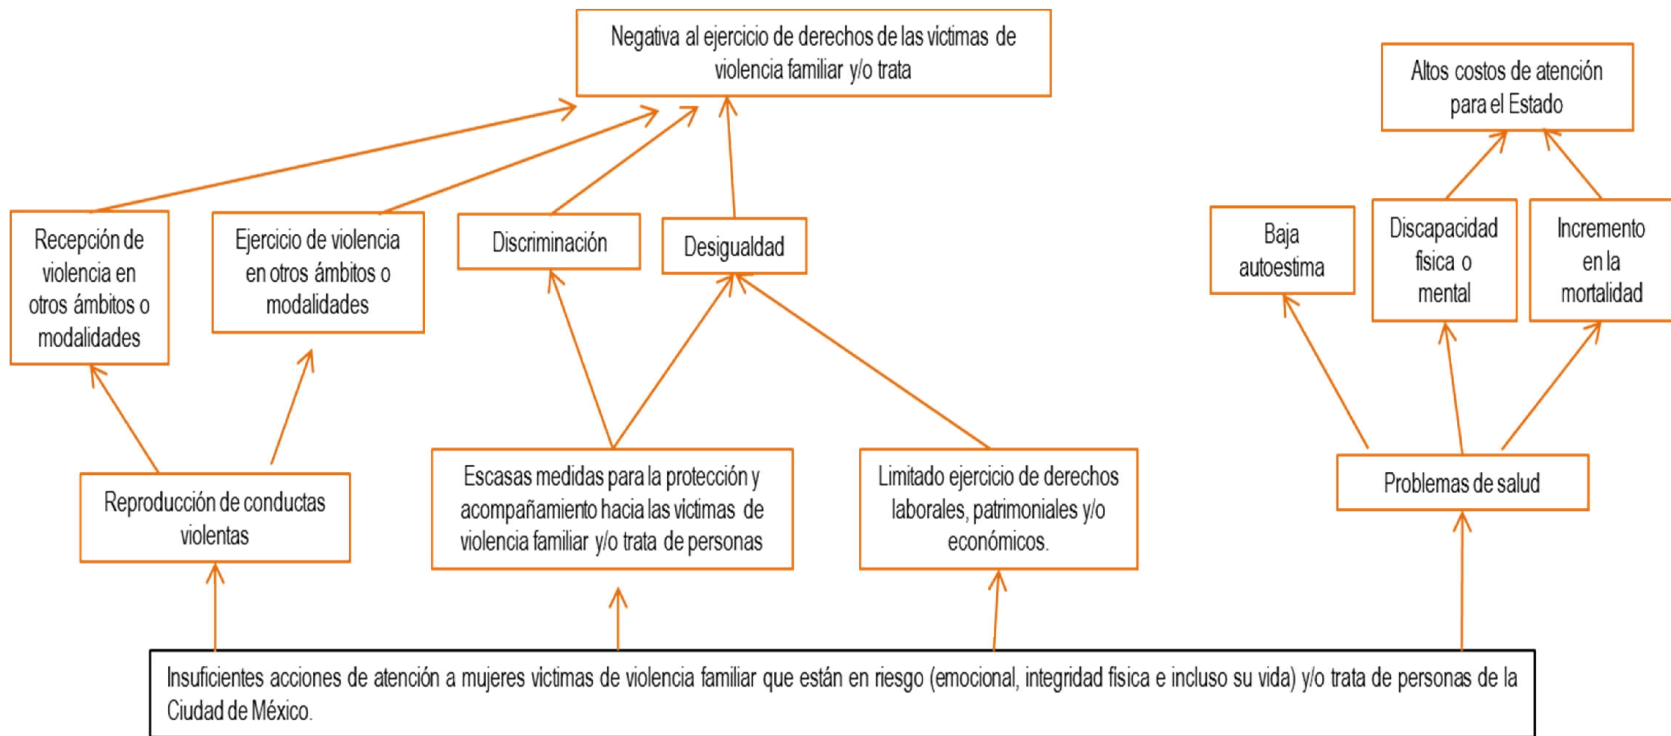 Negativa al ejercicio de derechos de las víctimas de
violencia familiar y/o trata
Altos costos de atención
para el Estado
Recepción de
violencia en
otros ámbitos o
modalidades
Ejercicio de violencia
en otros ámbitos o
modalidades
Discriminación
Desigualdad
Baja
autoestima
Discapacidad
física o
mental
Incremento
en la
mortalidad
Reproducción de conductas
violentas
Escasas medidas para la protección y
acompañamiento hacia las víctimas de
violencia familiar y/o trata de personas
Limitado ejercicio de derechos
laborales, patrimoniales y/o
económicos.
Problemas de salud
Insuficientes acciones de atención a mujeres víctimas de violencia familiar que están en riesgo (emocional, integridad física e incluso su vida) y/o trata de personas de la
Ciudad de México.